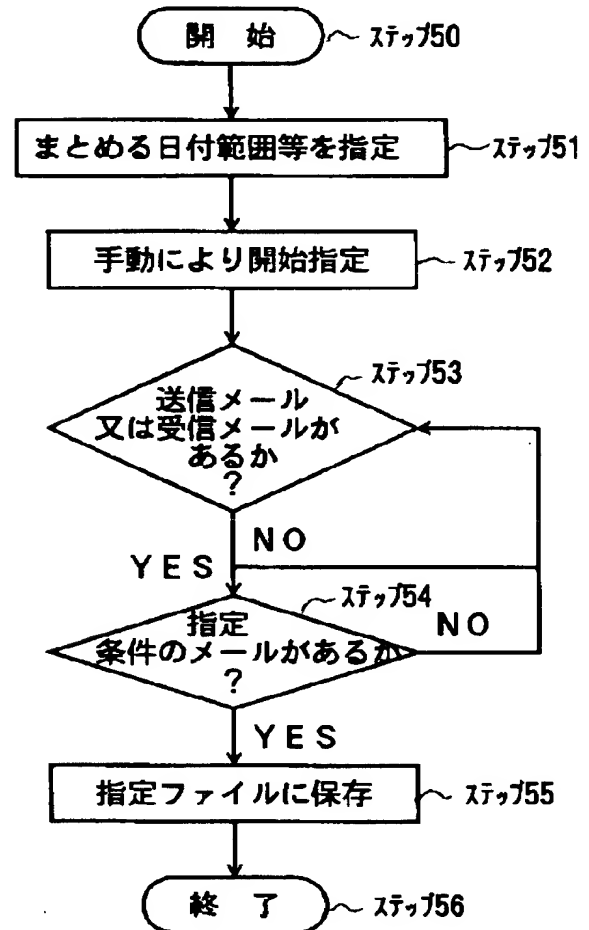 開 始 ステップ50
まとめる日付範囲等を指定 ステップ51
手動により開始指定 ステップ52
ステップ53
送信メール
又は受信メールが
あるか
?
NO
YES
ステップ54
指定
NO
条件のメールがあるか
?
YES
指定ファイルに保存 ステップ55
終 了 ステップ56